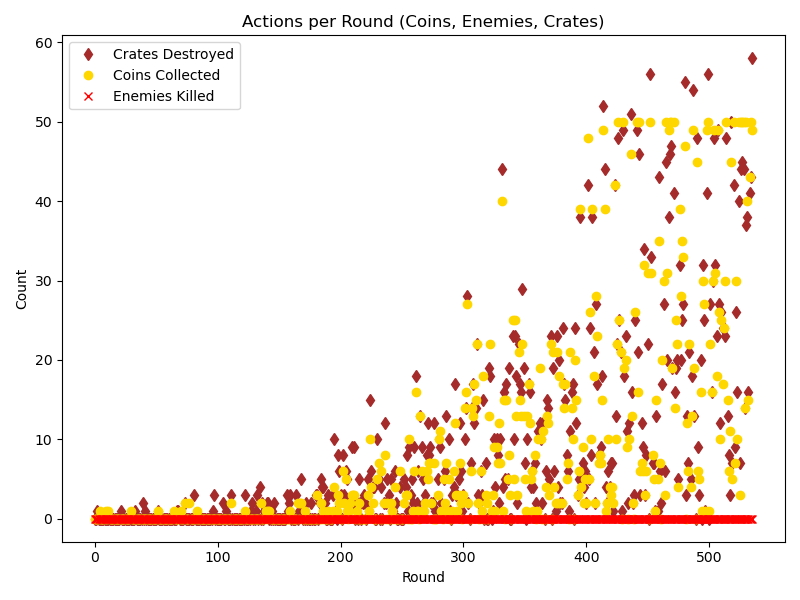 Actions per Round (Coins, Enemies, Crates)
60
50
40
30
20
10
0
Count
Crates Destroyed
Coins Collected
Enemies Killed
0 100 200 300 400 500
Round